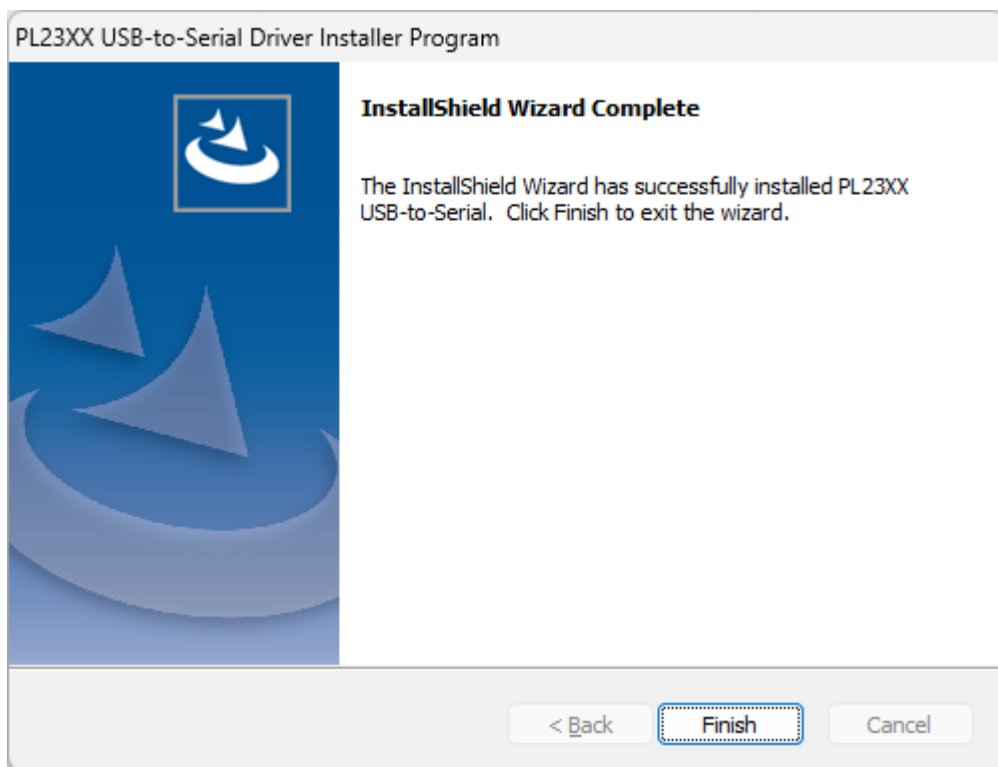 PL23XX USB-to-Serial Driver Installer Program
InstallShield Wizard Complete
The InstallShield Wizard has successfully installed PL23XX
USB-to-Serial.  Click Finish to exit the wizard.
< Back
Finish
Cancel